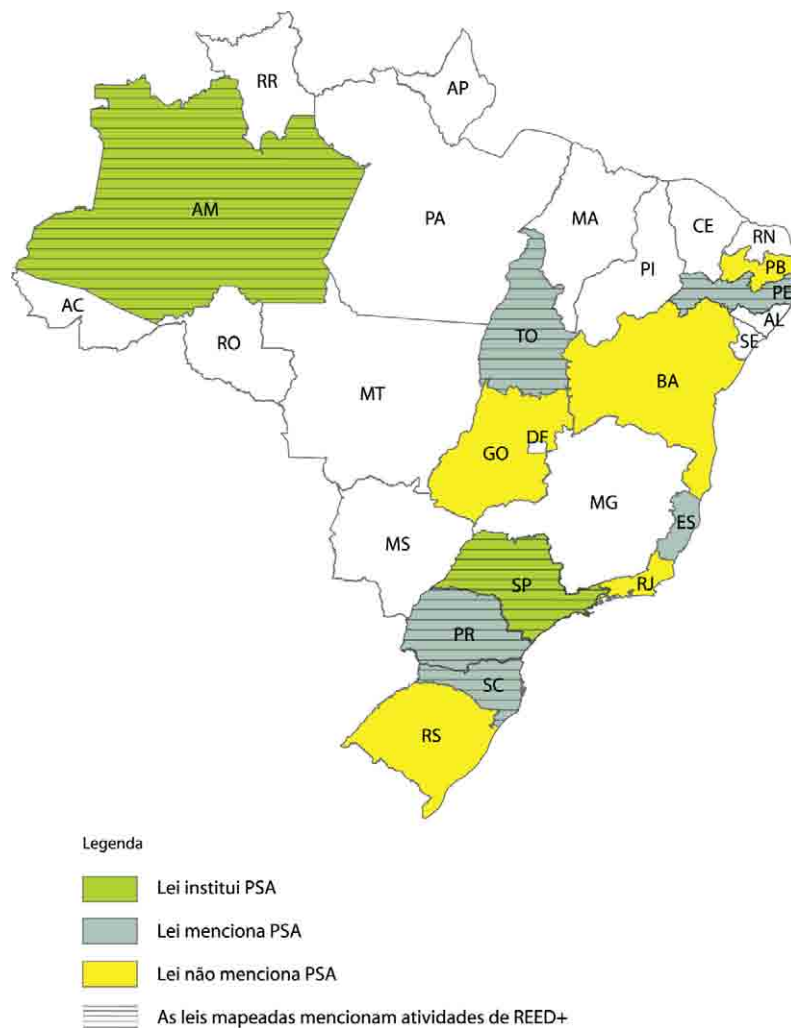 RR
AP
AM
PA
MA
CE
RN
PB
PI
PE
AC
AL
TO
SE
RO
BA
MT
DF
GO
MG
ES
MS
SP
RJ
PR
SC
RS
Legenda
Lei institui PSA
Lei menciona PSA
Lei não menciona PSA
As leis mapeadas mencionam atividades de REED+